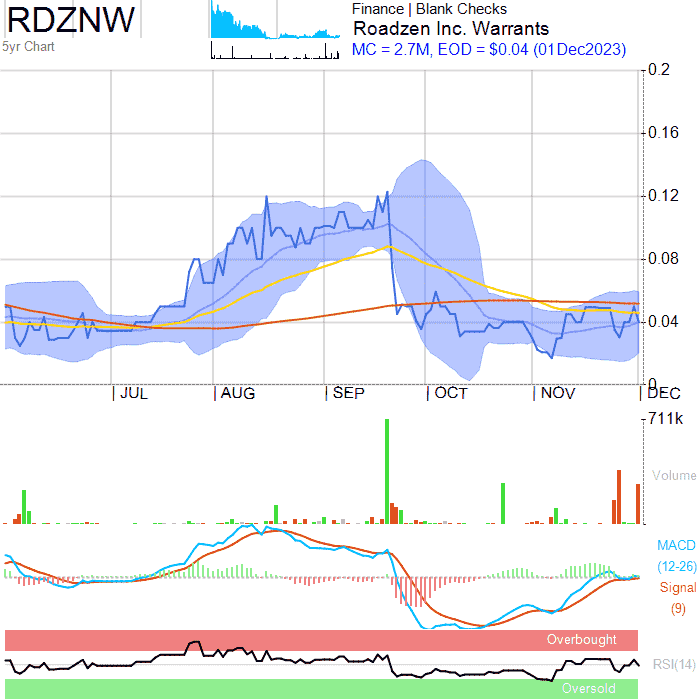 RDZNW
5yr Chart
Finance | Blank Checks
Roadzen Inc. Warrants
MC = 2.7M, EOD = $0.04 (01Dec2023)
0.2
0.16
0.12
0.08
0.04
0
JUL AUG SEP OCT NOV DEC
711k
Volume
MACD
(12-26)
Signal
(9)
Overbought
RSI(14)
Oversold